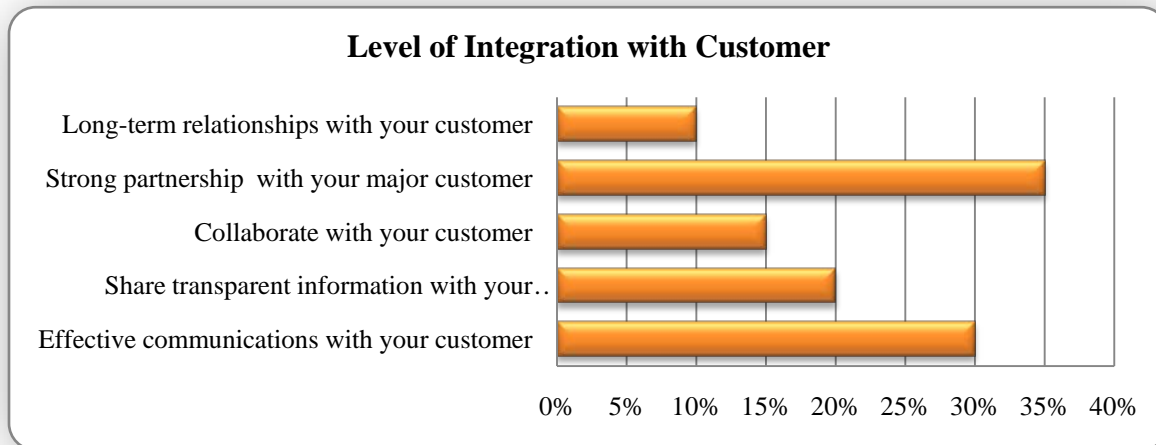 Level of Integration with Customer
Long-term relationships with your customer
Strong partnership with your major customer
Collaborate with your customer
Share transparent information with your..
Effective communications with your customer
0% 5% 10% 15% 20% 25% 30% 35% 40%